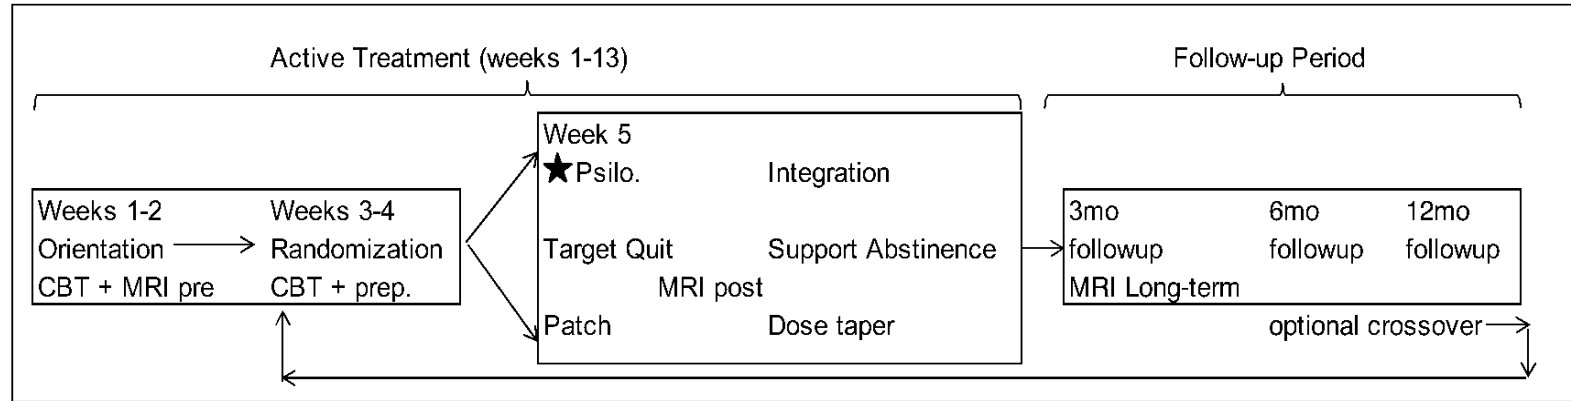 Active Treatment (weeks 1-13)
Follow-up Period
Weeks 1-2
Orientation
CBT + MRI pre
Weeks 3-4
Randomization
CBT + prep.
Week 5
★Psilo. Integration
Target Quit Support Abstinence
MRI post
Patch Dose taper
3mo 6mo 12mo
followup followup followup
MRI Long-term
optional crossover